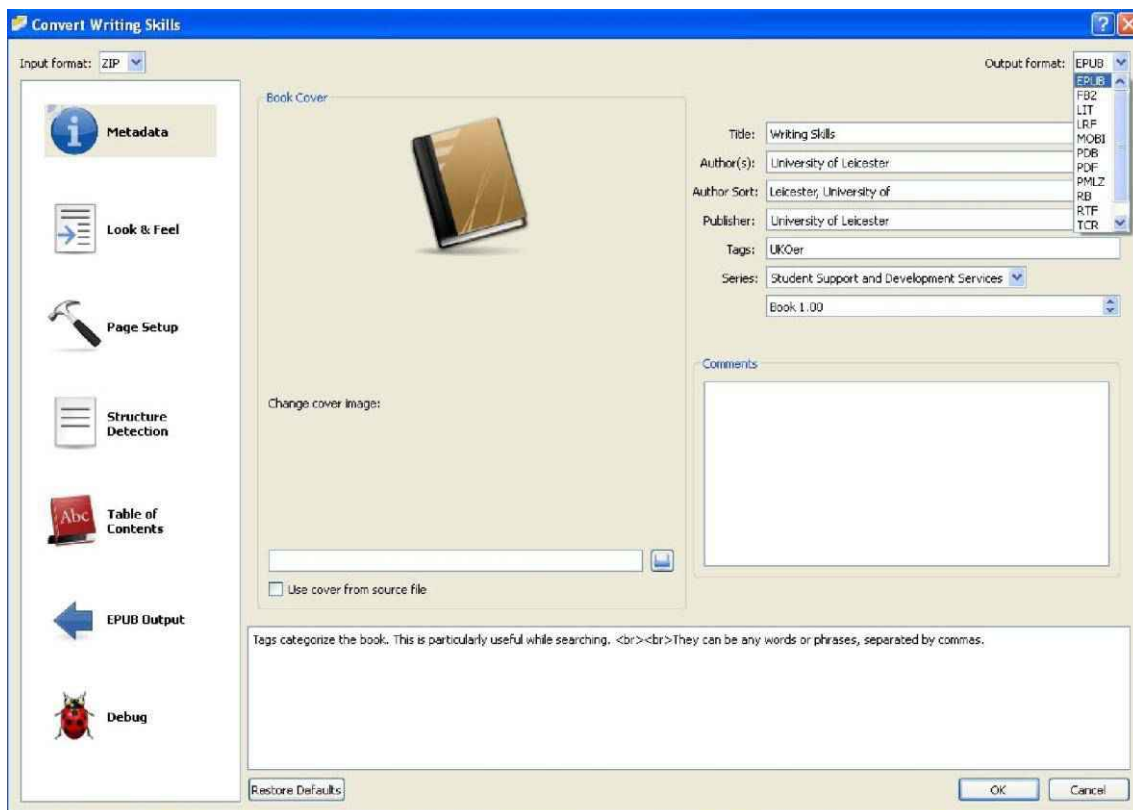 Convert Writing Skills
Input format: ZIP
Output format: EPUB
EPUB
FB2
LIT
LRF
MOBI
PDB
PDF
PMLZ
RB
RTF
TCR
Metadata
Look & Feel
Page Setup
Structure
Detection
Abc
Table of
Contents
EPUB Output
Debug
Book Cover
Change cover image:
Use cover from source file
Title: Writing Skills
Author(s): University of Leicester
Author Sort: Leicester, University of
Publisher: University of Leicester
Tags: UKOer
Series: Student Support and Development Services
Book 1.00
Comments
Tags categorize the book. This is particularly useful while searching. <br><br>They can be any words or phrases, separated by commas.
Restore Defaults
OK
Cancel